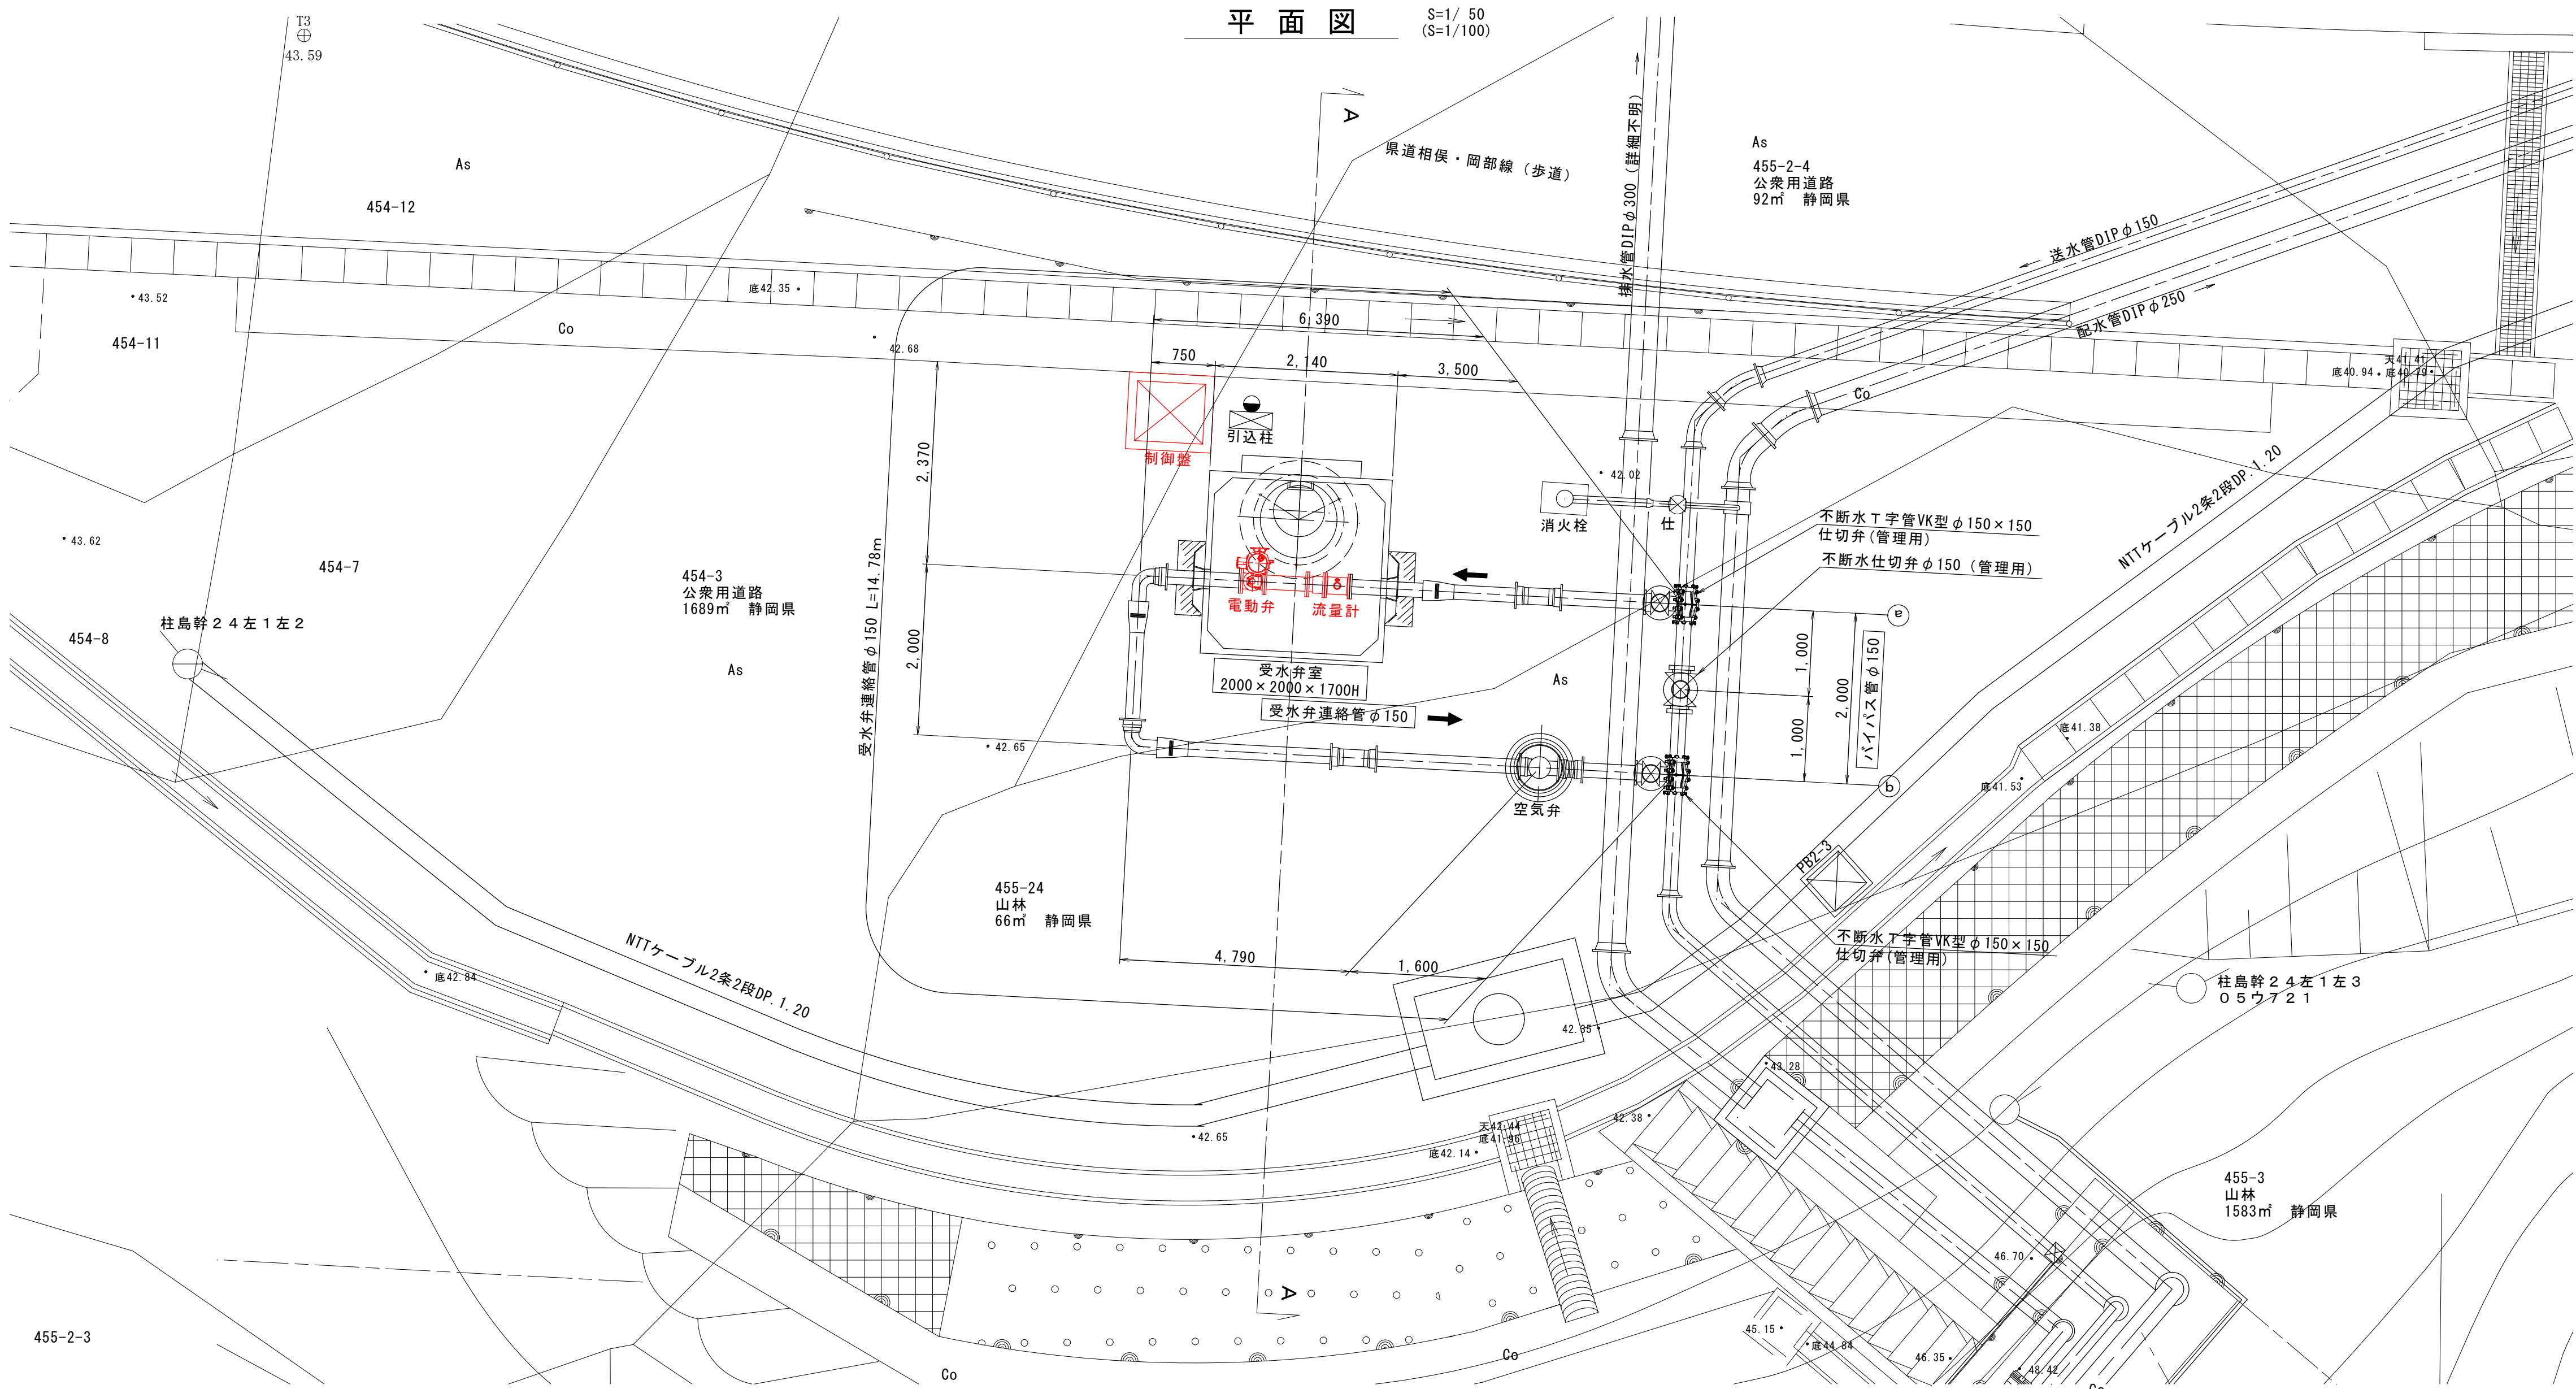 平面図
S=1/ 50
(S=1/100)
T3
43.59
As
454-12
県道相俣・岡部線（歩道）
排水管DIPφ300（詳細不明）
As
455-2-4
公衆用道路
92㎡ 静岡県
送水管DIPφ150
配水管DIPφ250
A
43.52
底42.35
Co
454-11
42.68
6,390
750
2,140
3,500
天41.41
底40.94
底40.79
Co
2,370
引込柱
制御盤
42.02
消火栓
仕
不断水Ｔ字管VK型φ150×150
仕切弁(管理用)
不断水仕切弁φ150（管理用）
NTTケーブル2条2段DP.1.20
43.62
454-7
454-3
公衆用道路
1689㎡ 静岡県
受水弁連絡管φ150 L=14.78m
電動弁
流量計
a
454-8
柱島幹２４左１左２
2,000
1,000
2,000
1,000
バイパス管φ150
As
受水弁室
2000×2000×1700H
As
受水弁連絡管φ150
42.65
底41.38
底41.53
b
空気弁
PB2-3
455-24
山林
66㎡ 静岡県
不断水Ｔ字管VK型φ150×150
仕切弁(管理用)
NTTケーブル2条2段DP.1.20
底42.84
4,790
1,600
柱島幹２４左１左３
０５ウ７２１
42.35
43.28
42.38
天42.44
底41.96
42.65
底42.14
455-3
山林
1583㎡ 静岡県
46.70
A
455-2-3
45.15
底44.84
46.35
48.42
Co
Co